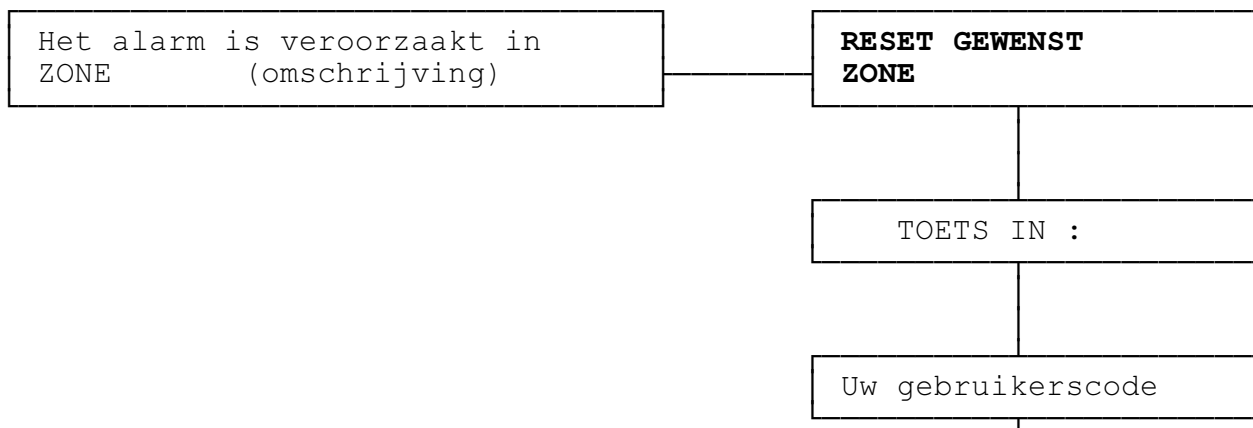 Het alarm is veroorzaakt in
ZONE (omschrijving)
RESET GEWENST
ZONE
TOETS IN :
Uw gebruikerscode